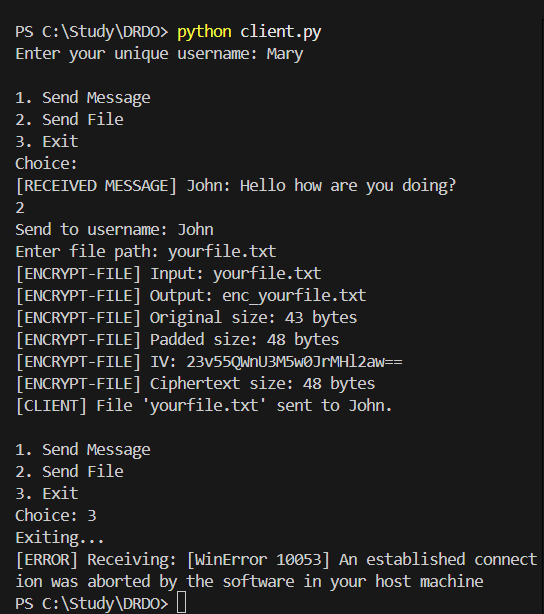 PS C:\Study\DRDO> python client.py
Enter your unique username: Mary
1. Send Message
2. Send File
3. Exit
Choice:
[RECEIVED MESSAGE] John: Hello how are you doing?
2
Send to username: John
Enter file path: yourfile.txt
[ENCRYPT-FILE] Input: yourfile.txt
[ENCRYPT-FILE] Output: enc_yourfile.txt
[ENCRYPT-FILE] Original size: 43 bytes
[ENCRYPT-FILE] Padded size: 48 bytes
[ENCRYPT-FILE] IV: 23v55QWnU3M5w0JrMHl2aw==
[ENCRYPT-FILE] Ciphertext size: 48 bytes
[CLIENT] File 'yourfile.txt' sent to John.
1. Send Message
2. Send File
3. Exit
Choice: 3
Exiting...
[ERROR] Receiving: [WinError 10053] An established connect
ion was aborted by the software in your host machine
PS C:\Study\DRDO>